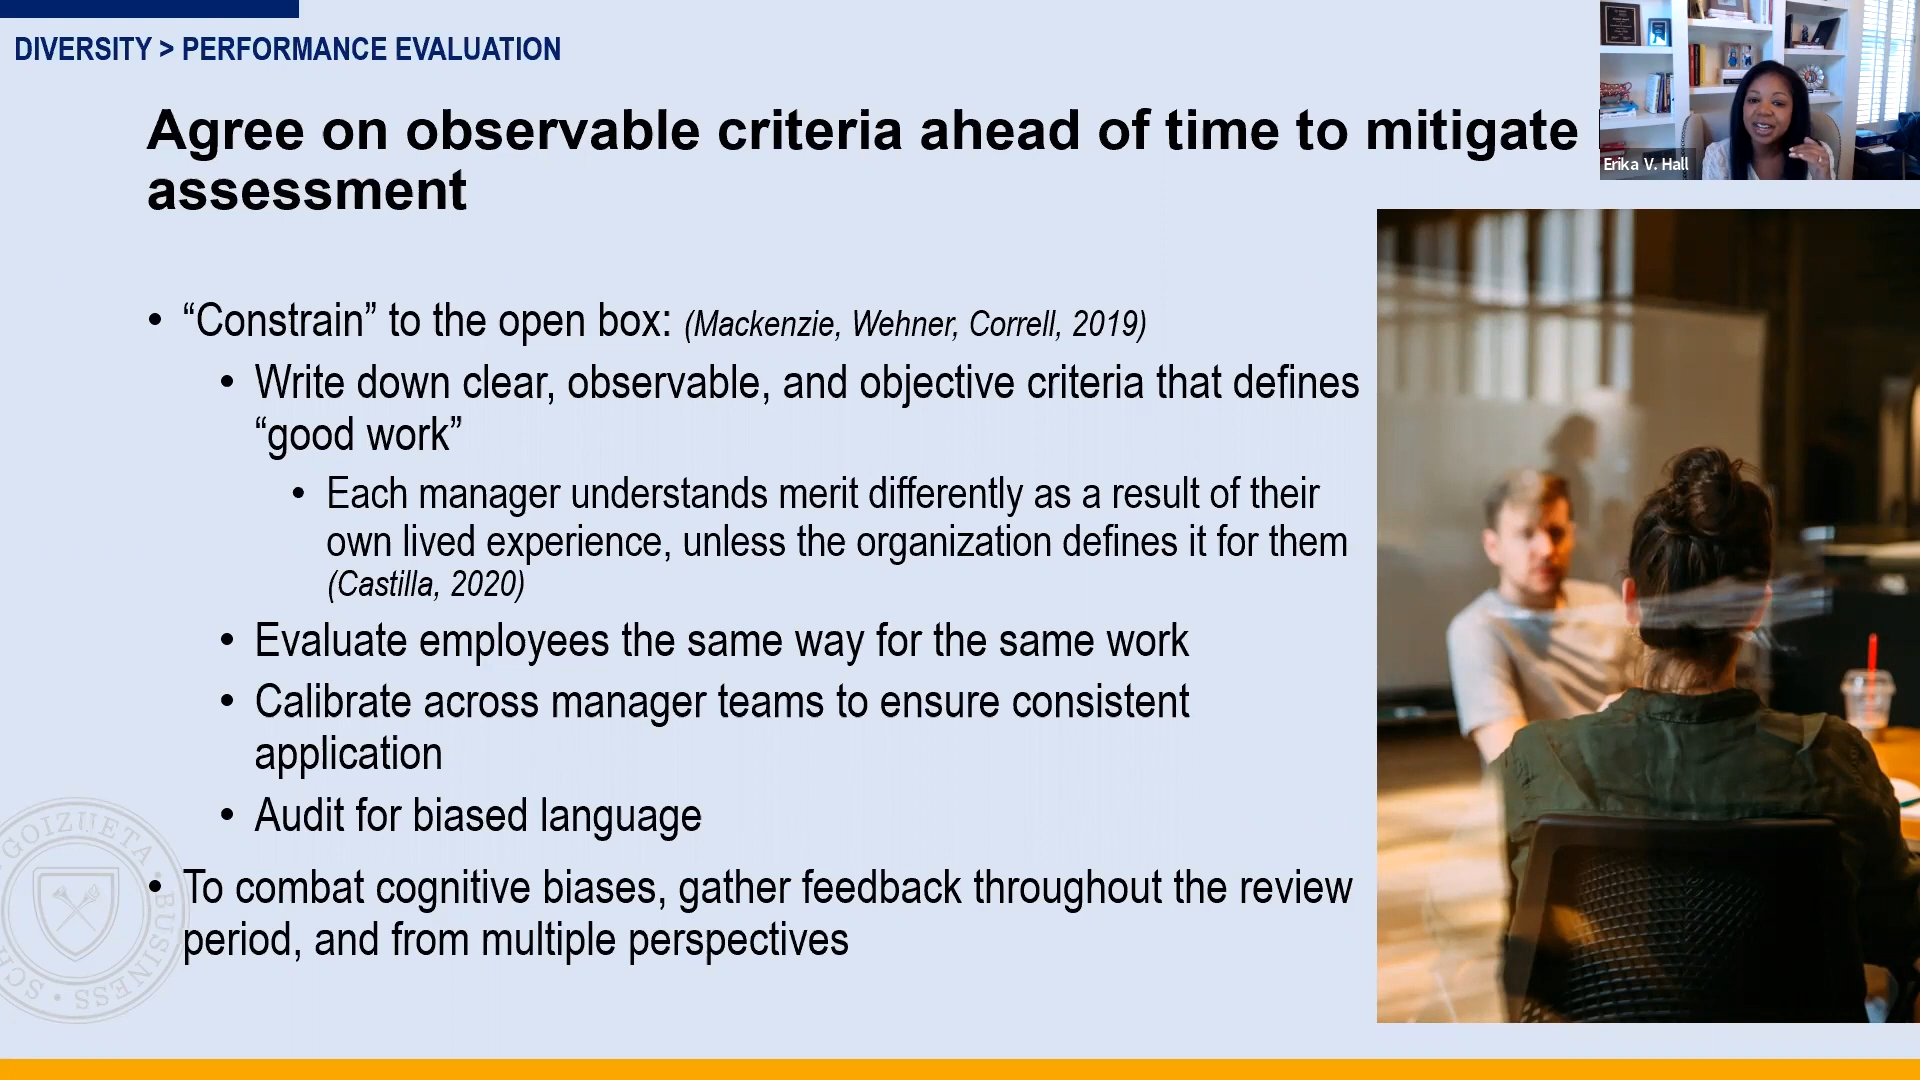 DIVERSITY > PERFORMANCE EVALUATION
Agree on observable criteria ahead of time to mitigate
assessment
Erika V. Hall
• “Constrain” to the open box: (Mackenzie, Wehner, Correll, 2019)
• Write down clear, observable, and objective criteria that defines
“good work”
• Each manager understands merit differently as a result of their
own lived experience, unless the organization defines it for them
(Castilla, 2020)
• Evaluate employees the same way for the same work
• Calibrate across manager teams to ensure consistent
application
• Audit for biased language
• To combat cognitive biases, gather feedback throughout the review
period, and from multiple perspectives
GOIZUETA • BUSINESS •